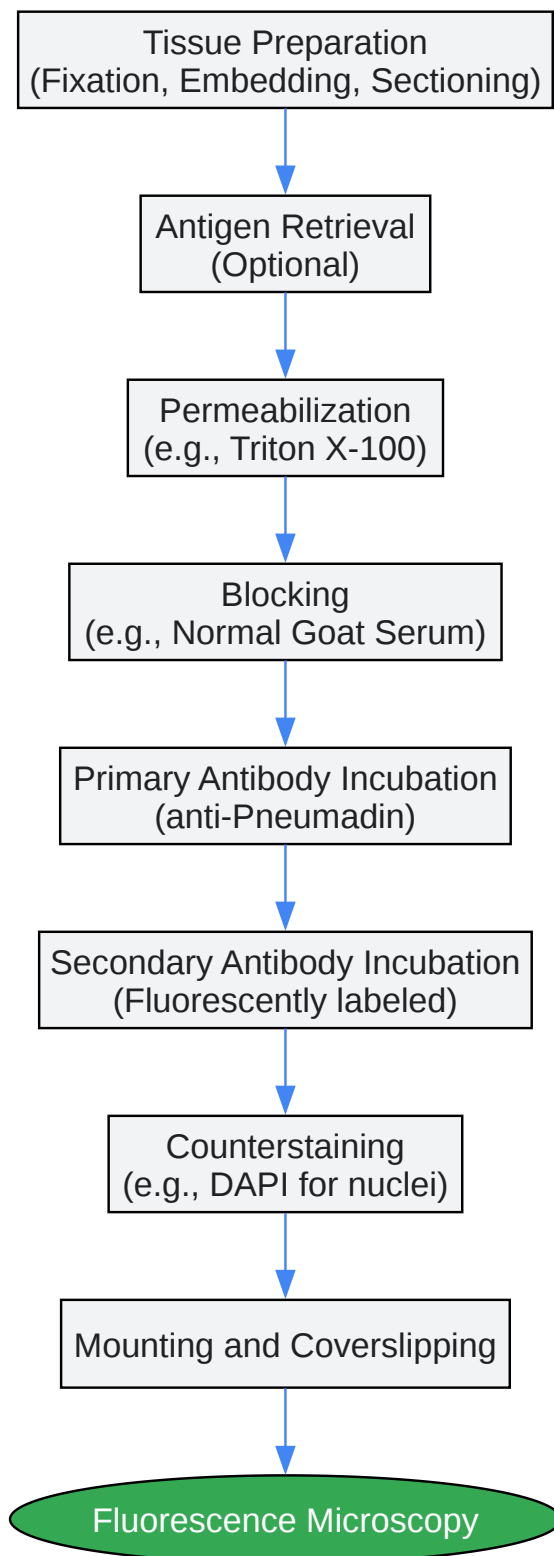 Tissue Preparation
(Fixation, Embedding, Sectioning)
Antigen Retrieval
(Optional)
Permeabilization
(e.g., Triton X-100)
Blocking
(e.g., Normal Goat Serum)
Primary Antibody Incubation
(anti-Pneumadin)
Secondary Antibody Incubation
(Fluorescently labeled)
Counterstaining
(e.g., DAPI for nuclei)
Mounting and Coverslipping
Fluorescence Microscopy